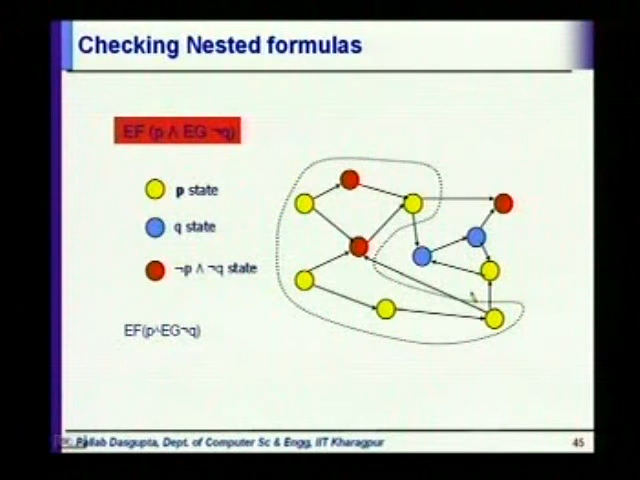 Checking Nested formulas
EF (p ∧ EG ¬q)
p state
q state
¬p ∧ ¬q state
EF(p^EG¬q)
Pallab Dasgupta, Dept. of Computer Sc & Engg, IIT Kharagpur
45